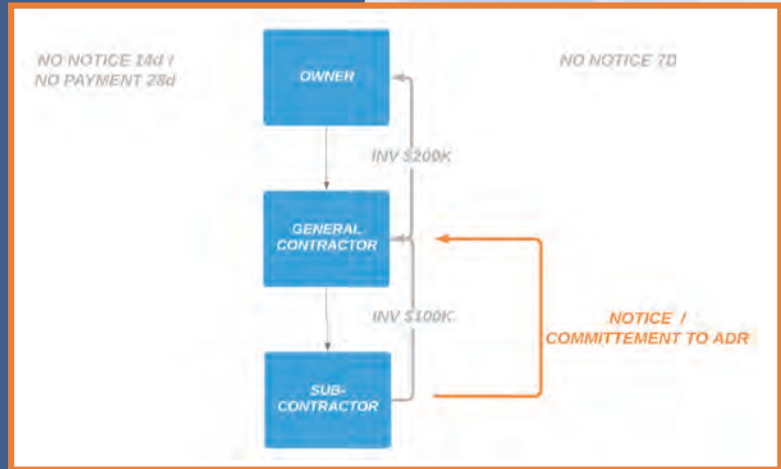 NO NOTICE 14d /
NO PAYMENT 28d
OWNER
NO NOTICE 7D
INV $200K
GENERAL
CONTRACTOR
INV $100K
NOTICE /
COMMITTEMENT TO ADR
SUB-
CONTRACTOR